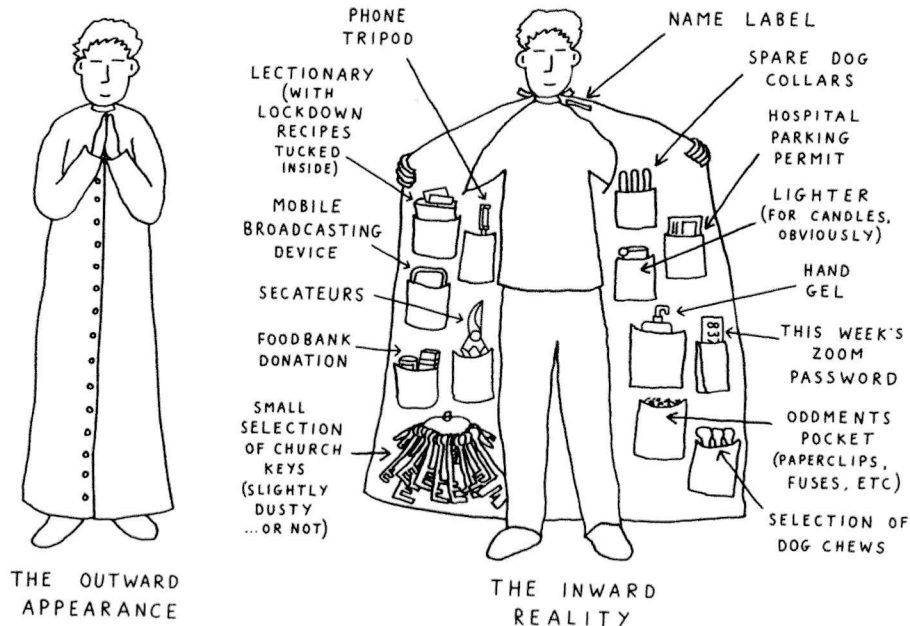 PHONE
TRIPOD
LECTIONARY
(WITH
LOCKDOWN
RECIPES
TUCKED
INSIDE)
MOBILE
BROADCASTING
DEVICE
SECATEURS
FOODBANK
DONATION
SMALL
SELECTION
OF CHURCH
KEYS
(SLIGHTLY
DUSTY
...OR NOT)
NAME LABEL
SPARE DOG
COLLARS
HOSPITAL
PARKING
PERMIT
LIGHTER
(FOR CANDLES,
OBVIOUSLY)
HAND
GEL
THIS WEEK'S
ZOOM
PASSWORD
ODDMENTS
POCKET
(PAPERCLIPS,
FUSES, ETC)
SELECTION OF
DOG CHEWS
THE OUTWARD
APPEARANCE
THE INWARD
REALITY